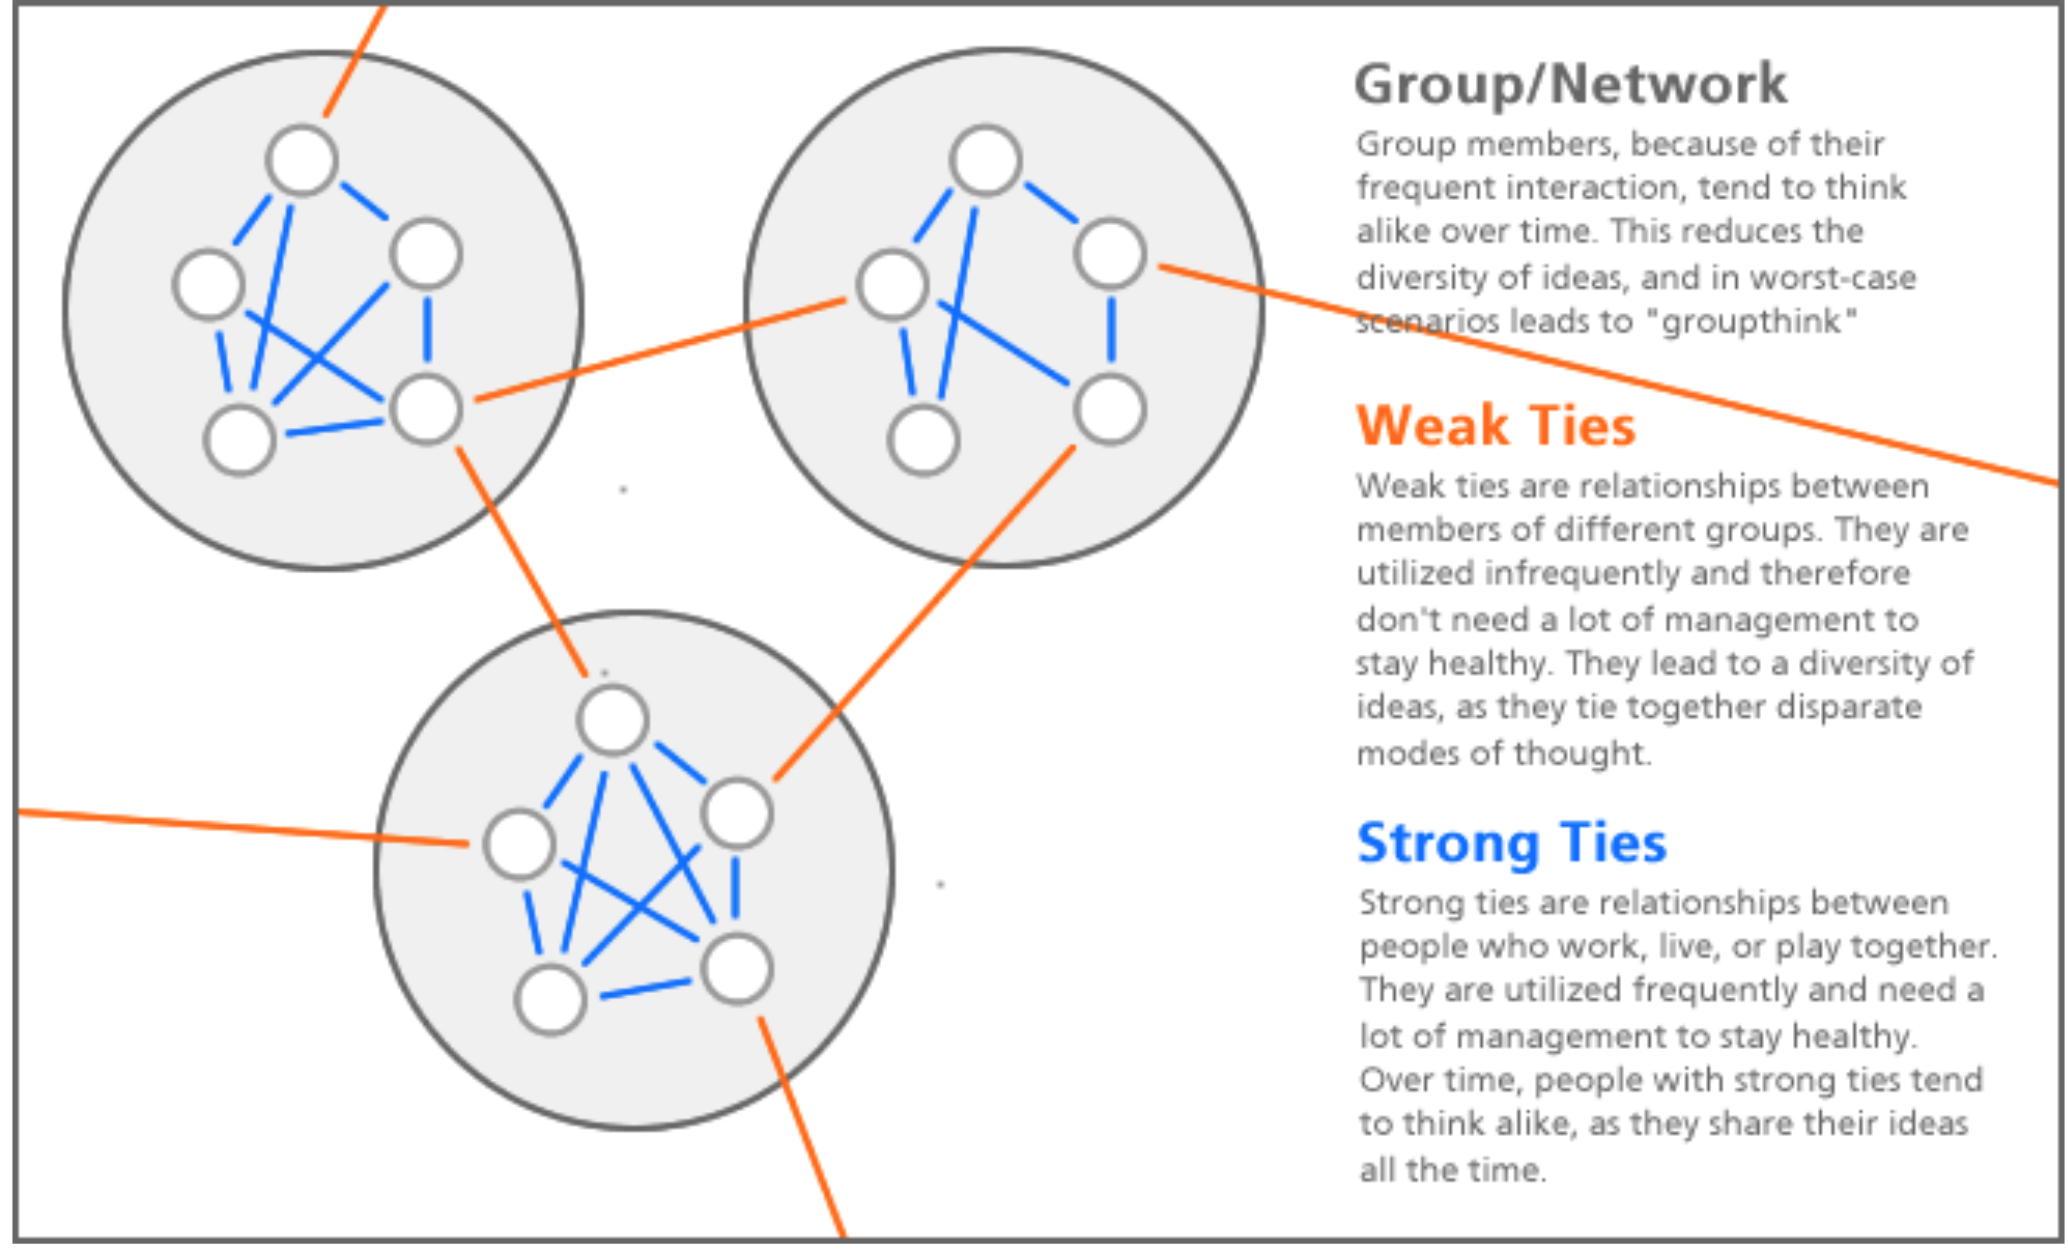 Group/Network
Group members, because of their
frequent interaction, tend to think
alike over time. This reduces the
diversity of ideas, and in worst-case
scenarios leads to "groupthink"
Weak Ties
Weak ties are relationships between
members of different groups. They are
utilized infrequently and therefore
don't need a lot of management to
stay healthy. They lead to a diversity of
ideas, as they tie together disparate
modes of thought.
Strong Ties
Strong ties are relationships between
people who work, live, or play together.
They are utilized frequently and need a
lot of management to stay healthy.
Over time, people with strong ties tend
to think alike, as they share their ideas
all the time.